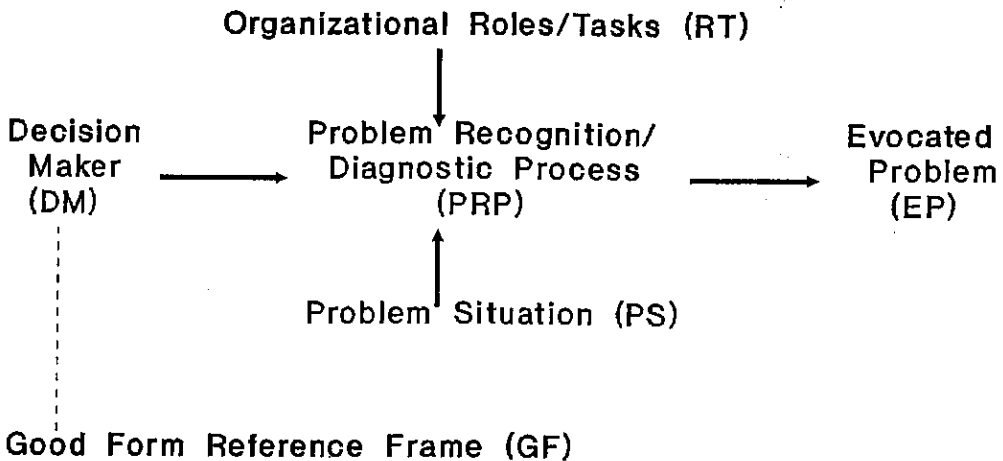 Organizational Roles/Tasks (RT)
Decision
Maker
(DM)
Problem Recognition/
Diagnostic Process
(PRP)
Evocated
Problem
(EP)
Problem Situation (PS)
Good Form Reference Frame (GF)